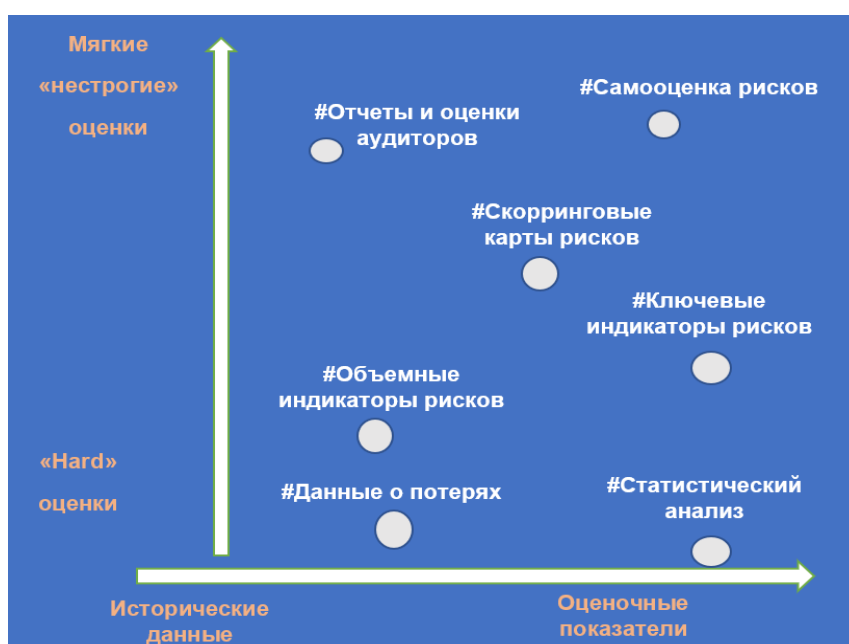 Мягкие
«нестрогие»
оценки
#Отчеты и оценки
аудиторов
#Самооценка рисков
#Скорринговые
карты рисков
#Ключевые
индикаторы рисков
#Объемные
индикаторы рисков
«Hard»
оценки
#Данные о потерях
#Статистический
анализ
Исторические
данные
Оценочные
показатели